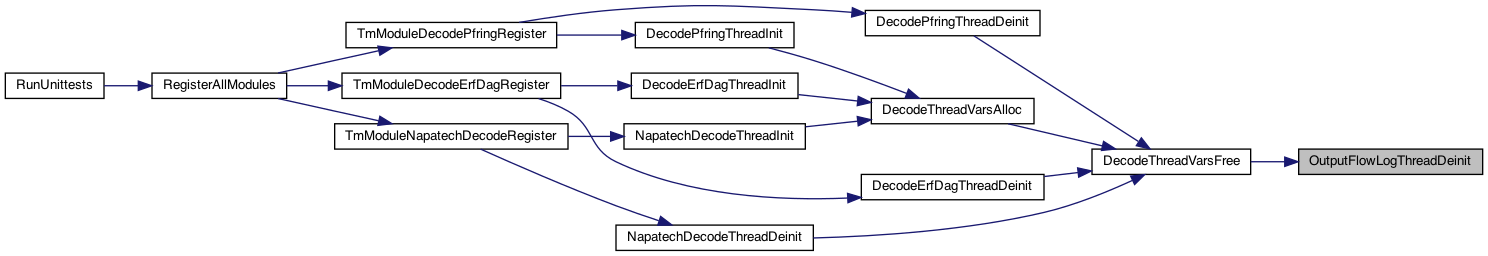 DecodePfringThreadDeinit
TmModuleDecodePfringRegister
DecodePfringThreadInit
RunUnittests
RegisterAllModules
TmModuleDecodeErfDagRegister
DecodeErfDagThreadInit
DecodeThreadVarsAlloc
TmModuleNapatechDecodeRegister
NapatechDecodeThreadInit
DecodeThreadVarsFree
OutputFlowLogThreadDeinit
DecodeErfDagThreadDeinit
NapatechDecodeThreadDeinit